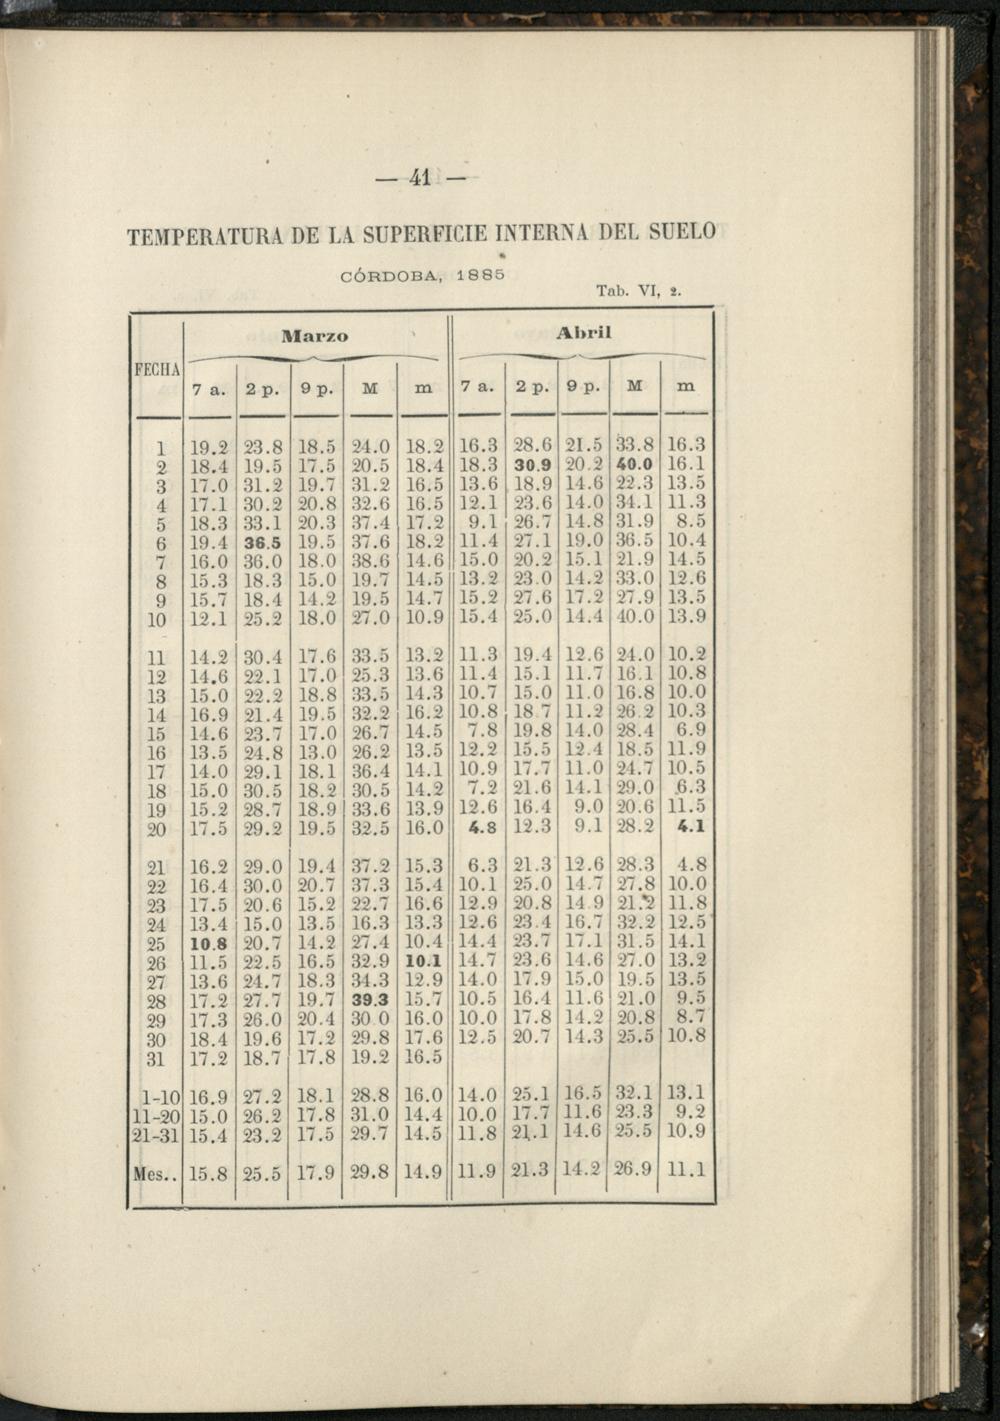 — 41 —
TEMPERATURA DE LA SUPERFICIE INTERNA DEL SUELO
CÓRDOBA, 1885
Tab. VI, 2.
FECHA Marzo Abril
7 a. 2 p. 9 p. M m 7 a. 2 p. 9 p. M m
1 19.2 23.8 18.5 24.0 18.2 16.3 28.6 21.5 33.8 16.3
2 18.4 19.5 17.5 20.5 18.4 18.3 30.9 20.2 40.0 16.1
3 17.0 31.2 19.7 31.2 16.5 13.6 18.9 14.6 22.3 13.5
4 17.1 30.2 20.8 32.6 16.5 12.1 23.6 14.0 34.1 11.3
5 18.3 33.1 20.3 37.4 17.2 9.1 26.7 14.8 31.9 8.5
6 19.4 36.5 19.5 37.6 18.2 11.4 27.1 19.0 36.5 10.4
7 16.0 36.0 18.0 38.6 14.6 15.0 20.2 15.1 21.9 14.5
8 15.3 18.3 15.0 19.7 14.5 13.2 23.0 14.2 33.0 12.6
9 15.7 18.4 14.2 19.5 14.7 15.2 27.6 17.2 27.9 13.5
10 12.1 25.2 18.0 27.0 10.9 15.4 25.0 14.4 40.0 13.9
11 14.2 30.4 17.6 33.5 13.2 11.3 19.4 12.6 24.0 10.2
12 14.6 22.1 17.0 25.3 13.6 11.4 15.1 11.7 16.1 10.8
13 15.0 22.2 18.8 33.5 14.3 10.7 15.0 11.0 16.8 10.0
14 16.9 21.4 19.5 32.2 16.2 10.8 18.7 11.2 26.2 10.3
15 14.6 23.7 17.0 26.7 14.5 7.8 19.8 14.0 28.4 6.9
16 13.5 24.8 13.0 26.2 13.5 12.2 15.5 12.4 18.5 11.9
17 14.0 29.1 18.1 36.4 14.1 10.9 17.7 11.0 24.7 10.5
18 15.0 30.5 18.2 30.5 14.2 7.2 21.6 14.1 29.0 6.3
19 15.2 28.7 18.9 33.6 13.9 12.6 16.4 9.0 20.6 11.5
20 17.5 29.2 19.5 32.5 16.0 4.8 12.3 9.1 28.2 4.1
21 16.2 29.0 19.4 37.2 15.3 6.3 21.3 12.6 28.3 4.8
22 16.4 30.0 20.7 37.3 15.4 10.1 25.0 14.7 27.8 10.0
23 17.5 20.6 15.2 22.7 16.6 12.9 20.8 14.9 21.2 11.8
24 13.4 15.0 13.5 16.3 13.3 12.6 23.4 16.7 32.2 12.5
25 10.8 20.7 14.2 27.4 10.4 14.4 23.7 17.1 31.5 14.1
26 11.5 22.5 16.5 32.9 10.1 14.7 23.6 14.6 27.0 13.2
27 13.6 24.7 18.3 34.3 12.9 14.0 17.9 15.0 19.5 13.5
28 17.2 27.7 19.7 39.3 15.7 10.5 16.4 11.6 21.0 9.5
29 17.3 26.0 20.4 30.0 16.0 10.0 17.8 14.2 20.8 8.7
30 18.4 19.6 17.2 29.8 17.6 12.5 20.7 14.3 25.5 10.8
31 17.2 18.7 17.8 19.2 16.5
1-10 16.9 27.2 18.1 28.8 16.0 14.0 25.1 16.5 32.1 13.1
11-20 15.0 26.2 17.8 31.0 14.4 10.0 17.7 11.6 23.3 9.2
21-31 15.4 23.2 17.5 29.7 14.5 11.8 21.1 14.6 25.5 10.9
Mes.. 15.8 25.5 17.9 29.8 14.9 11.9 21.3 14.2 26.9 11.1